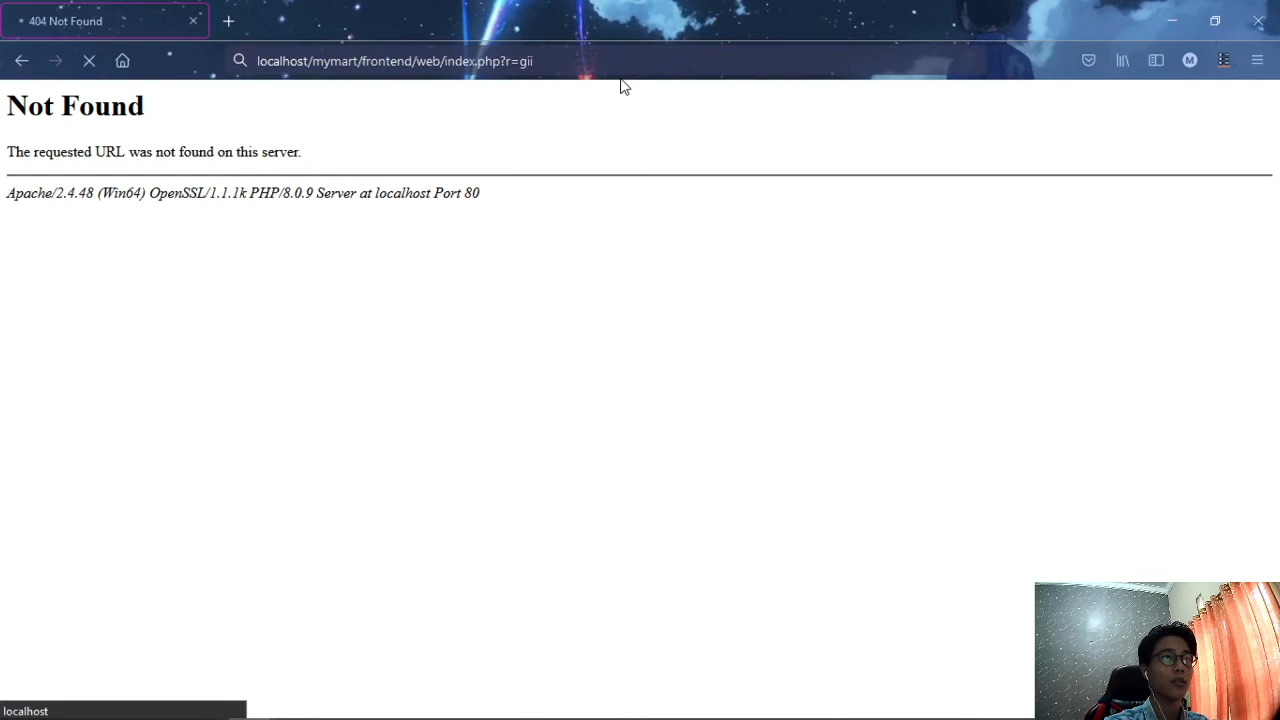 404 Not Found
localhost/mymart/frontend/web/index.php?r=gii
M
Not Found
The requested URL was not found on this server.
Apache/2.4.48 (Win64) OpenSSL/1.1.1k PHP/8.0.9 Server at localhost Port 80
localhost